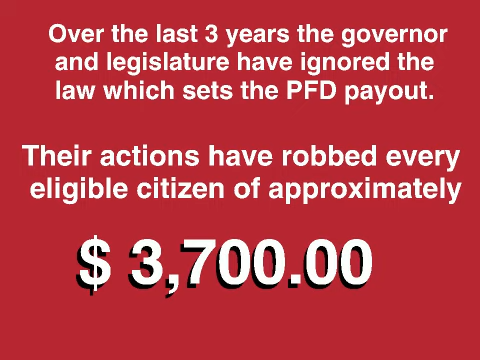 Over the last 3 years the governor
and legislature have ignored the
law which sets the PFD payout.
Their actions have robbed every
eligible citizen of approximately
$ 3,700.00